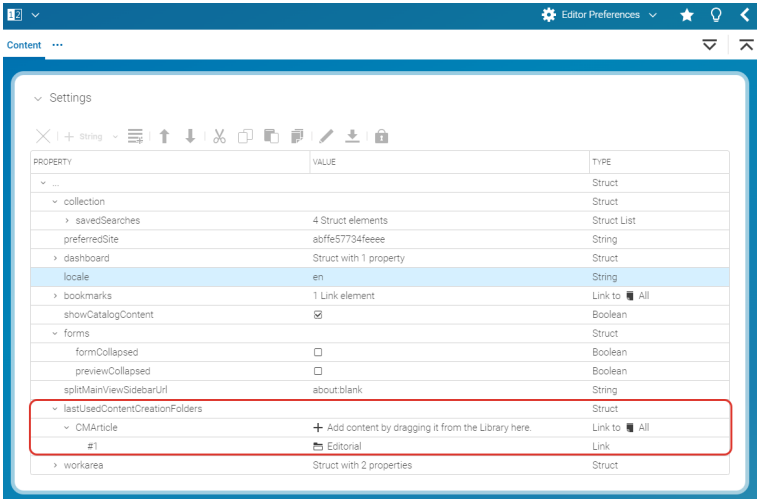 12
Editor Preferences
Content ...
Settings
String
PROPERTY VALUE TYPE
... Struct
collection Struct
savedSearches 4 Struct elements Struct List
preferredSite abffe57734feeee String
dashboard Struct with 1 property Struct
locale en String
bookmarks 1 Link element Link to All
showCatalogContent Boolean
forms Struct
formCollapsed Boolean
previewCollapsed Boolean
splitMainViewSidebarUrl about:blank String
lastUsedContentCreationFolders Struct
CMArticle Add content by dragging it from the Library here. Link to All
#1 Editorial Link
workarea Struct with 2 properties Struct